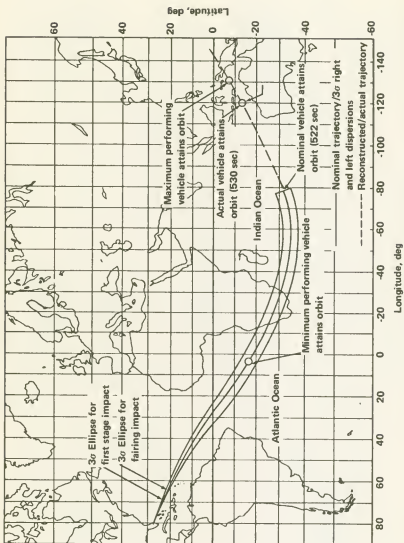 Latitude, deg
60
40
20
0
-20
-40
-60
3σ Ellipse for
first stage impact
3σ Ellipse for
fairing impact
Maximum performing
vehicle attains orbit
Actual vehicle attains
orbit (530 sec)
Indian Ocean
Atlantic Ocean
Minimum performing vehicle
attains orbit
Nominal vehicle attains
orbit (522 sec)
Nominal trajectory/3σ right
and left dispersions
Reconstructed/actual trajectory
80
60
40
20
0
-20
-40
-60
-80
-100
-120
-140
Longitude, deg